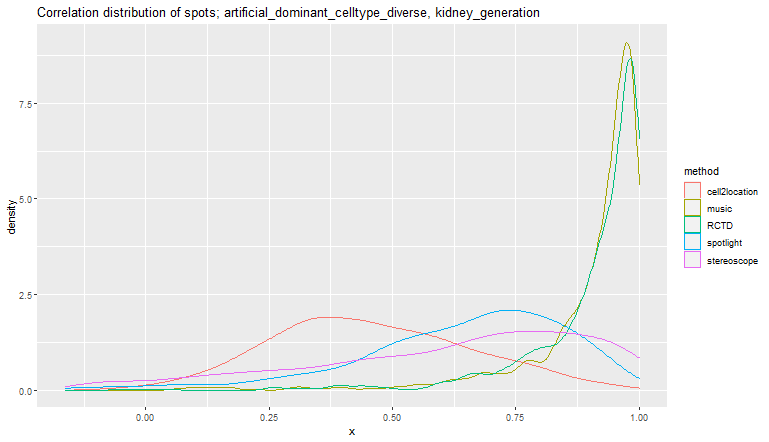 Correlation distribution of spots; artificial_dominant_celltype_diverse, kidney_generation
7.5
5.0
2.5
0.0
density
0.00
0.25
0.50
0.75
1.00
x
method
cell2location
music
RCTD
spotlight
stereoscope